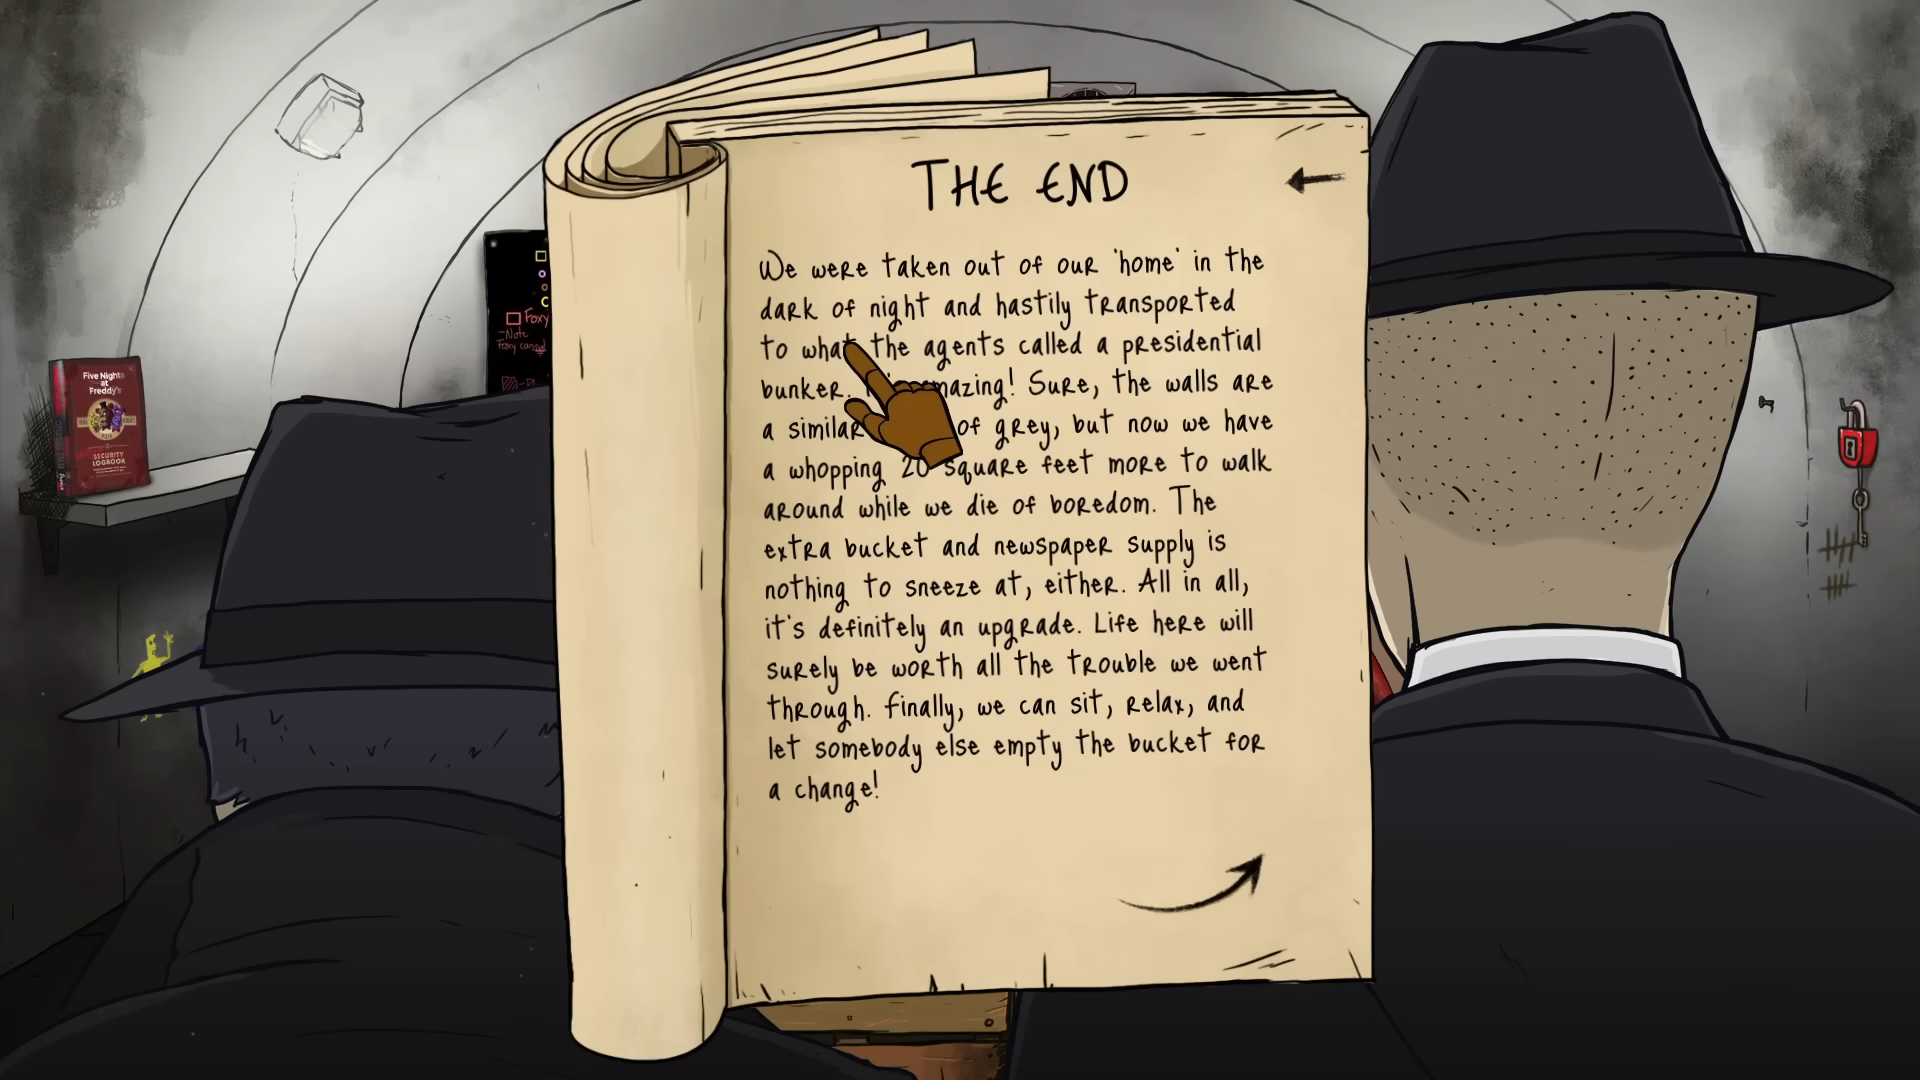 THE END
We were taken out of our 'home' in the
dark of night and hastily transported
to what the agents called a presidential
bunker. amazing! Sure, the walls are
a similar of grey, but now we have
a whopping 20 square feet more to walk
around while we die of boredom. The
extra bucket and newspaper supply is
nothing to sneeze at, either. All in all,
it's definitely an upgrade. Life here will
surely be worth all the trouble we went
through. Finally, we can sit, relax, and
let somebody else empty the bucket for
a change!
Five Nights
at
Freddy's
SECURITY
LOGBOOK
Foxy
-Note
Foxy